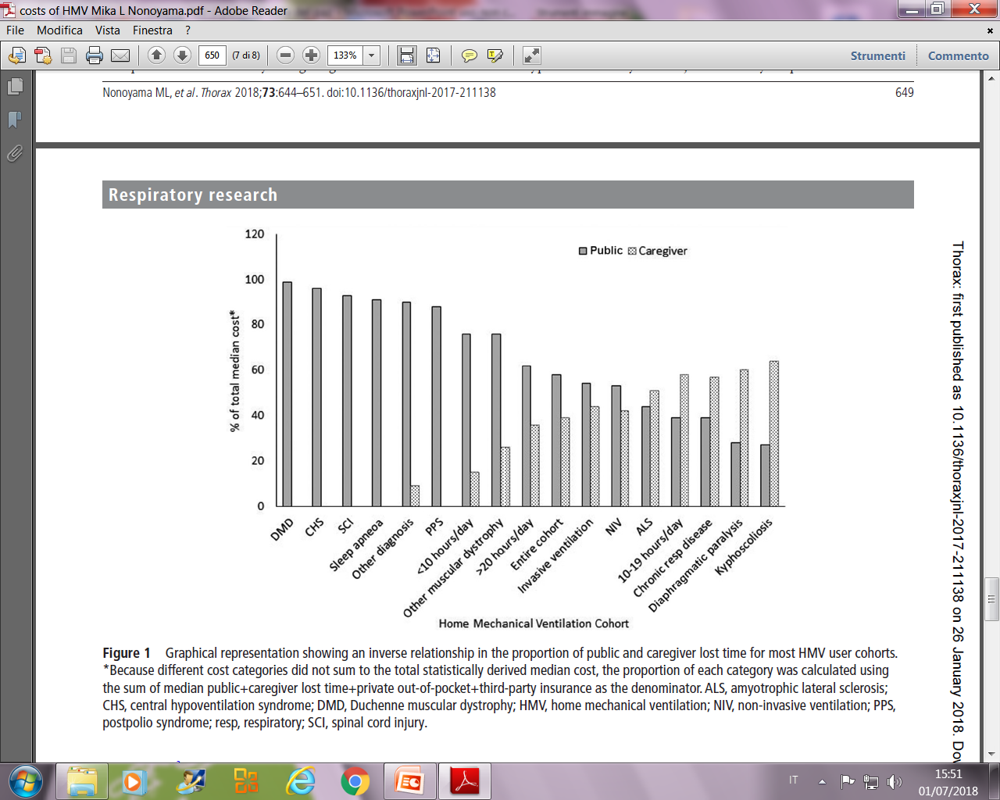 costs of HMV Mika L Nonoyama.pdf - Adobe Reader
File Modifica Vista Finestra ?
650 (7 di 8) 133% Strumenti Commento
Nonoyama ML, et al. Thorax 2018;73:644–651. doi:10.1136/thoraxjnl-2017-211138 649
Respiratory research
120
100
80
60
40
20
0
% of total median cost*
Public Caregiver
DMD
CHS
SCI
Sleep apneoa
Other diagnosis
PPS
<10 hours/day
Other muscular dystrophy
>20 hours/day
Entire cohort
Invasive ventilation
NIV
ALS
10-19 hours/day
Chronic resp disease
Diaphragmatic paralysis
Kyphoscoliosis
Home Mechanical Ventilation Cohort
Figure 1 Graphical representation showing an inverse relationship in the proportion of public and caregiver lost time for most HMV user cohorts.
*Because different cost categories did not sum to the total statistically derived median cost, the proportion of each category was calculated using
the sum of median public+caregiver lost time+private out-of-pocket+third-party insurance as the denominator. ALS, amyotrophic lateral sclerosis;
CHS, central hypoventilation syndrome; DMD, Duchenne muscular dystrophy; HMV, home mechanical ventilation; NIV, non-invasive ventilation; PPS,
postpolio syndrome; resp, respiratory; SCI, spinal cord injury.
Thorax: first published as 10.1136/thoraxjnl-2017-211138 on 26 January 2018. Dow
IT
15:51
01/07/2018